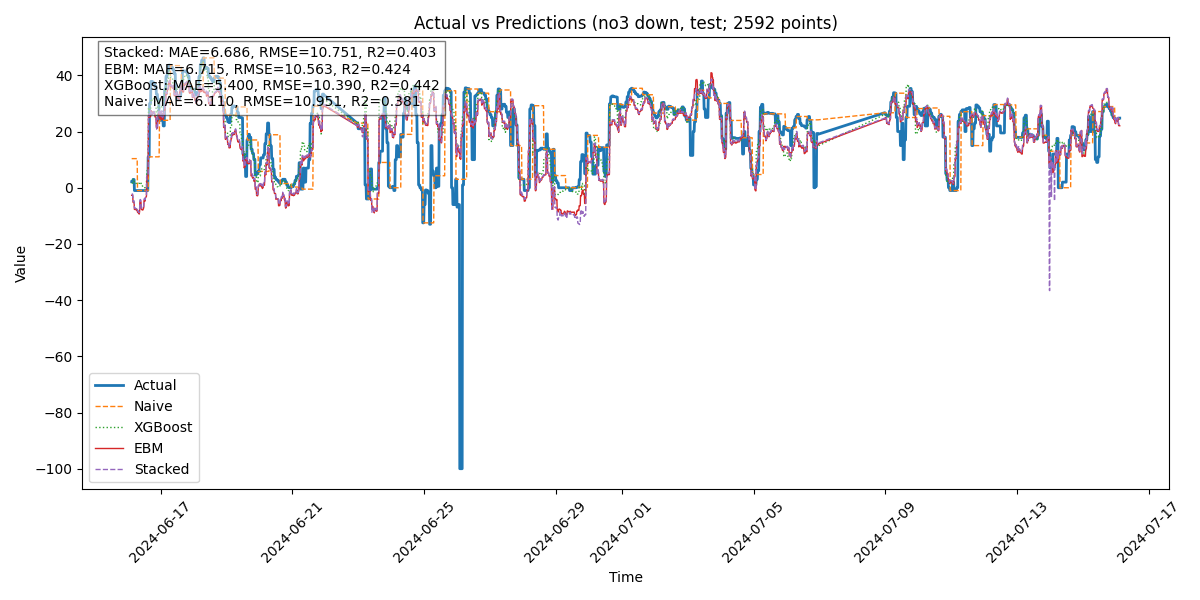 Actual vs Predictions (no3 down, test; 2592 points)
Stacked: MAE=6.686, RMSE=10.751, R2=0.403
EBM: MAE=6.715, RMSE=10.563, R2=0.424
XGBoost: MAE=5.400, RMSE=10.390, R2=0.442
Naive: MAE=6.110, RMSE=10.951, R2=0.381
Value
40
20
0
−20
−40
−60
−80
−100
Actual
Naive
XGBoost
EBM
Stacked
2024-06-17
2024-06-21
2024-06-25
2024-06-29
2024-07-01
2024-07-05
2024-07-09
2024-07-13
2024-07-17
Time